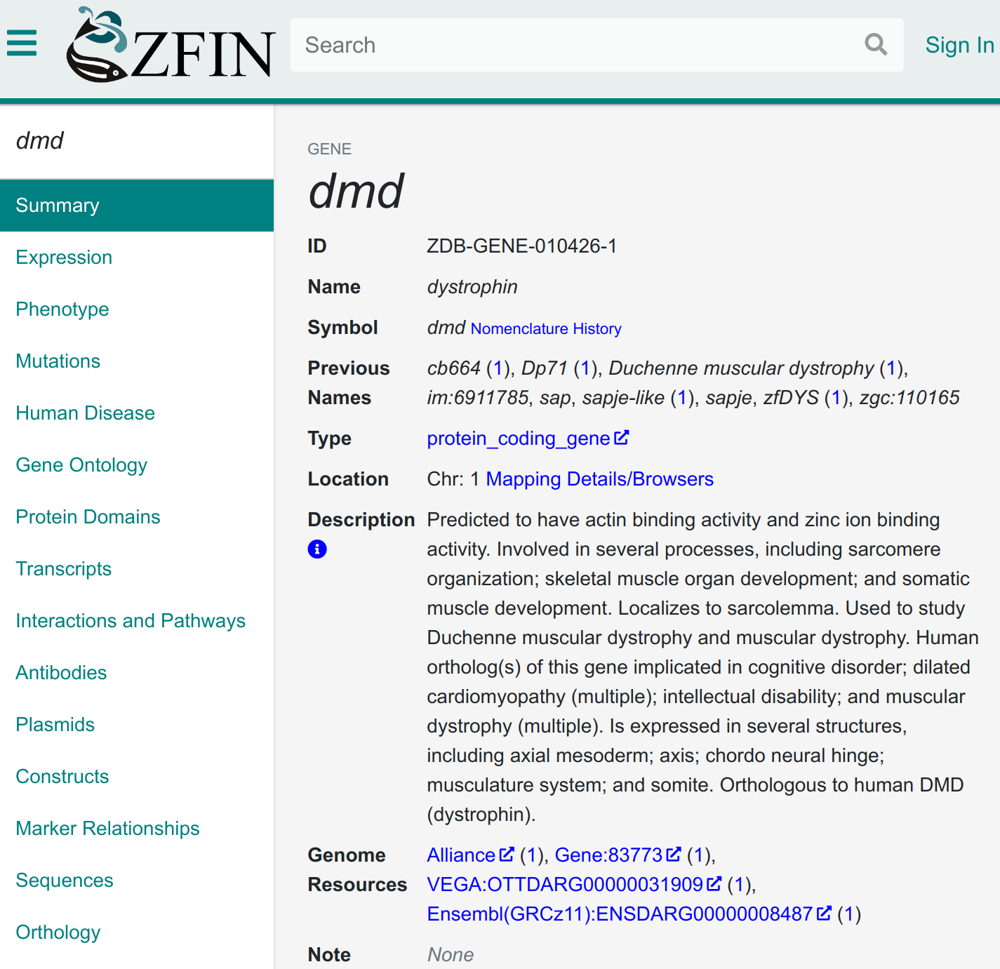 ZFIN
Search
Sign In
dmd
Summary
Expression
Phenotype
Mutations
Human Disease
Gene Ontology
Protein Domains
Transcripts
Interactions and Pathways
Antibodies
Plasmids
Constructs
Marker Relationships
Sequences
Orthology
GENE
dmd
ID ZDB-GENE-010426-1
Name dystrophin
Symbol dmd Nomenclature History
Previous cb664 (1), Dp71 (1), Duchenne muscular dystrophy (1),
Names im:6911785, sap, sapje-like (1), sapje, zfDYS (1), zgc:110165
Type protein_coding_gene
Location Chr: 1 Mapping Details/Browsers
Description Predicted to have actin binding activity and zinc ion binding
activity. Involved in several processes, including sarcomere
organization; skeletal muscle organ development; and somatic
muscle development. Localizes to sarcolemma. Used to study
Duchenne muscular dystrophy and muscular dystrophy. Human
ortholog(s) of this gene implicated in cognitive disorder; dilated
cardiomyopathy (multiple); intellectual disability; and muscular
dystrophy (multiple). Is expressed in several structures,
including axial mesoderm; axis; chordo neural hinge;
musculature system; and somite. Orthologous to human DMD
(dystrophin).
Genome Alliance (1), Gene:83773 (1),
Resources VEGA:OTTDARG00000031909 (1),
Ensembl(GRCz11):ENSDARG00000008487 (1)
Note None